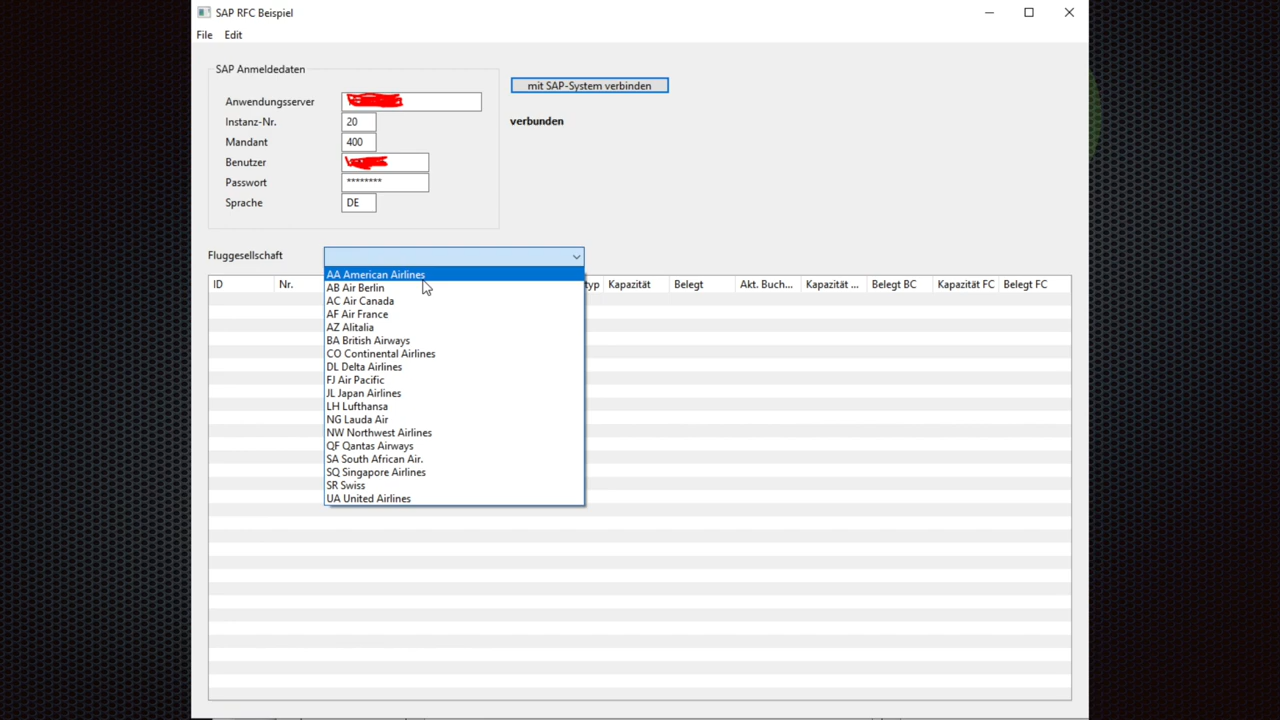 SAP RFC Beispiel
File Edit
SAP Anmeldedaten
mit SAP-System verbinden
Anwendungsserver
Instanz-Nr. 20
verbunden
Mandant 400
Benutzer
Passwort ********
Sprache DE
Fluggesellschaft
AA American Airlines
ID Nr. typ Kapazität Belegt Akt. Buch... Kapazität ... Belegt BC Kapazität FC Belegt FC
AB Air Berlin
AC Air Canada
AF Air France
AZ Alitalia
BA British Airways
CO Continental Airlines
DL Delta Airlines
FJ Air Pacific
JL Japan Airlines
LH Lufthansa
NG Lauda Air
NW Northwest Airlines
QF Qantas Airways
SA South African Air.
SQ Singapore Airlines
SR Swiss
UA United Airlines